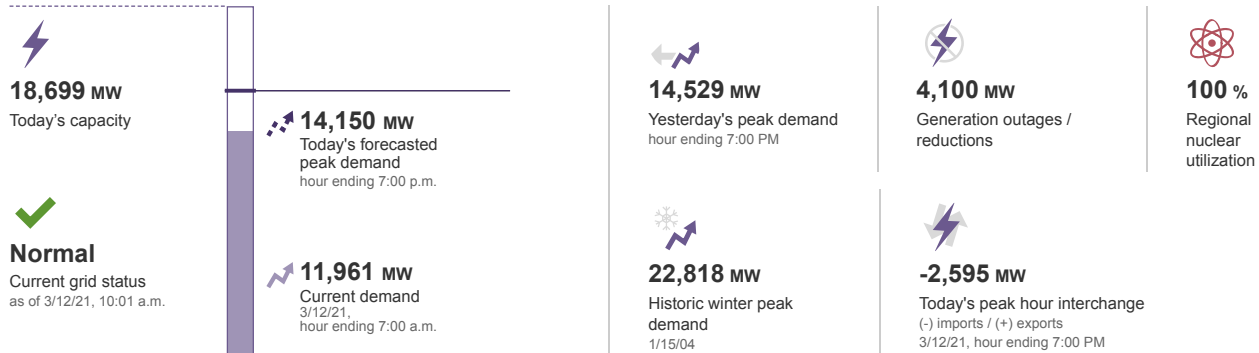 18,699 MW
Today's capacity
Normal
Current grid status
as of 3/12/21, 10:01 a.m.
14,150 MW
Today's forecasted
peak demand
hour ending 7:00 p.m.
11,961 MW
Current demand
3/12/21,
hour ending 7:00 a.m.
14,529 MW
Yesterday's peak demand
hour ending 7:00 PM
4,100 MW
Generation outages /
reductions
100 %
Regional
nuclear
utilization
22,818 MW
Historic winter peak
demand
1/15/04
-2,595 MW
Today's peak hour interchange
(-) imports / (+) exports
3/12/21, hour ending 7:00 PM